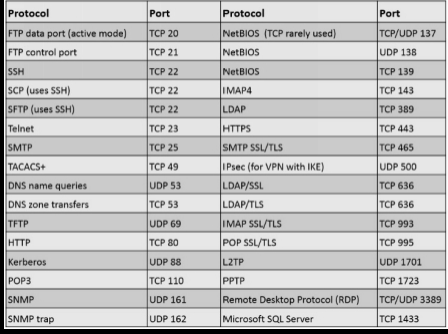 Protocol Port Protocol Port
FTP data port (active mode) TCP 20 NetBIOS (TCP rarely used) TCP/UDP 137
FTP control port TCP 21 NetBIOS UDP 138
SSH TCP 22 NetBIOS TCP 139
SCP (uses SSH) TCP 22 IMAP4 TCP 143
SFTP (uses SSH) TCP 22 LDAP TCP 389
Telnet TCP 23 HTTPS TCP 443
SMTP TCP 25 SMTP SSL/TLS TCP 465
TACACS+ TCP 49 IPsec (for VPN with IKE) UDP 500
DNS name queries UDP 53 LDAP/SSL TCP 636
DNS zone transfers TCP 53 LDAP/TLS TCP 636
TFTP UDP 69 IMAP SSL/TLS TCP 993
HTTP TCP 80 POP SSL/TLS TCP 995
Kerberos UDP 88 L2TP UDP 1701
POP3 TCP 110 PPTP TCP 1723
SNMP UDP 161 Remote Desktop Protocol (RDP) TCP/UDP 3389
SNMP trap UDP 162 Microsoft SQL Server TCP 1433